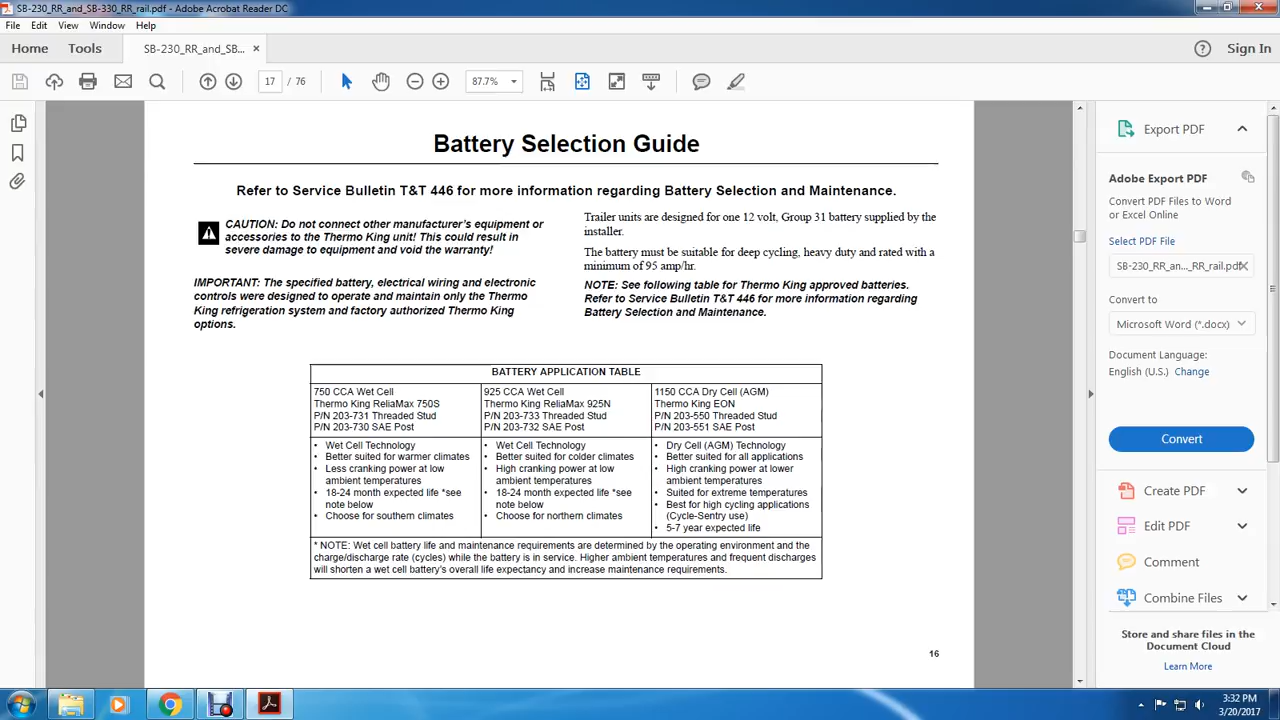 SB-230_RR_and_SB-330_RR_rail.pdf - Adobe Acrobat Reader DC
File Edit View Window Help
Home Tools SB-230_RR_and_SB... × Sign In
17 / 76 87.7%
Battery Selection Guide
Refer to Service Bulletin T&T 446 for more information regarding Battery Selection and Maintenance.
CAUTION: Do not connect other manufacturer's equipment or
accessories to the Thermo King unit! This could result in
severe damage to equipment and void the warranty!
IMPORTANT: The specified battery, electrical wiring and electronic
controls were designed to operate and maintain only the Thermo
King refrigeration system and factory authorized Thermo King
options.
Trailer units are designed for one 12 volt, Group 31 battery supplied by the
installer.
The battery must be suitable for deep cycling, heavy duty and rated with a
minimum of 95 amp/hr.
NOTE: See following table for Thermo King approved batteries.
Refer to Service Bulletin T&T 446 for more information regarding
Battery Selection and Maintenance.
BATTERY APPLICATION TABLE
750 CCA Wet Cell
Thermo King ReliaMax 750S
P/N 203-731 Threaded Stud
P/N 203-730 SAE Post
925 CCA Wet Cell
Thermo King ReliaMax 925N
P/N 203-733 Threaded Stud
P/N 203-732 SAE Post
1150 CCA Dry Cell (AGM)
Thermo King EON
P/N 203-550 Threaded Stud
P/N 203-551 SAE Post
• Wet Cell Technology
• Better suited for warmer climates
• Less cranking power at low
ambient temperatures
• 18-24 month expected life *see
note below
• Choose for southern climates
• Wet Cell Technology
• Better suited for colder climates
• High cranking power at low
ambient temperatures
• 18-24 month expected life *see
note below
• Choose for northern climates
• Dry Cell (AGM) Technology
• Better suited for all applications
• High cranking power at lower
ambient temperatures
• Suited for extreme temperatures
• Best for high cycling applications
(Cycle-Sentry use)
• 5-7 year expected life
* NOTE: Wet cell battery life and maintenance requirements are determined by the operating environment and the
charge/discharge rate (cycles) while the battery is in service. Higher ambient temperatures and frequent discharges
will shorten a wet cell battery's overall life expectancy and increase maintenance requirements.
16
Export PDF
Adobe Export PDF
Convert PDF Files to Word
or Excel Online
Select PDF File
SB-230_RR_an..._RR_rail.pdf
Convert to
Microsoft Word (*.docx)
Document Language:
English (U.S.) Change
Convert
Create PDF
Edit PDF
Comment
Combine Files
Store and share files in the
Document Cloud
Learn More
3:32 PM
3/20/2017